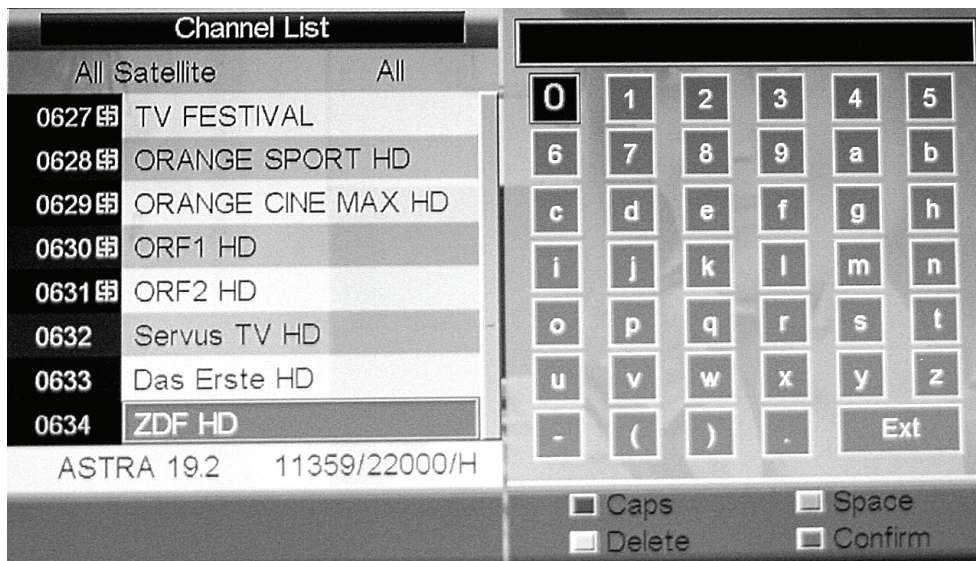 Channel List
All Satellite All
0627 TV FESTIVAL
0628 ORANGE SPORT HD
0629 ORANGE CINE MAX HD
0630 ORF1 HD
0631 ORF2 HD
0632 Servus TV HD
0633 Das Erste HD
0634 ZDF HD
ASTRA 19.2 11359/22000/H
0 1 2 3 4 5
6 7 8 9 a b
c d e f g h
i j k l m n
o p q r s t
u v w x y z
- ( ) . Ext
Caps Space
Delete Confirm